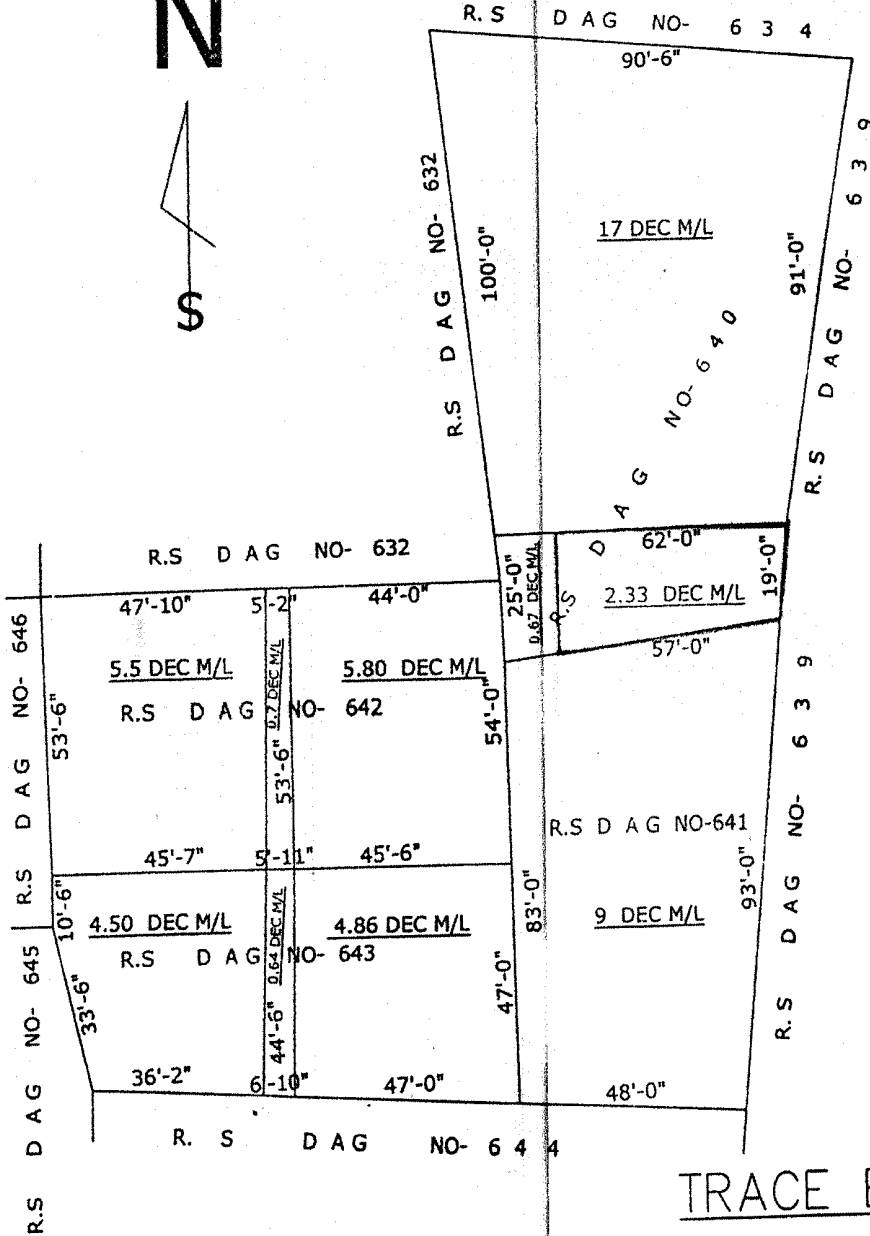 N
S
R.S DAG NO- 634
90'-6"
R.S DAG NO- 632
100'-0"
17 DEC M/L
91'-0"
R.S DAG NO- 639
R.S DAG NO-640
62'-0"
25'-0"
0.67 DEC M/L
2.33 DEC M/L
19'-0"
57'-0"
R.S DAG NO- 632
47'-10"
5'-2"
44'-0"
5.5 DEC M/L
0.7 DEC M/L
5.80 DEC M/L
R.S DAG NO- 642
R.S DAG NO- 646
53'-6"
53'-6"
54'-0"
45'-7"
5'-11"
45'-6"
R.S DAG NO-641
83'-0"
9 DEC M/L
93'-0"
R.S DAG NO- 639
10'-6"
4.50 DEC M/L
0.64 DEC M/L
4.86 DEC M/L
R.S DAG NO- 643
R.S DAG NO- 645
33'-6"
44'-6"
47'-0"
36'-2"
6'-10"
47'-0"
48'-0"
R.S DAG NO- 644
TRACE